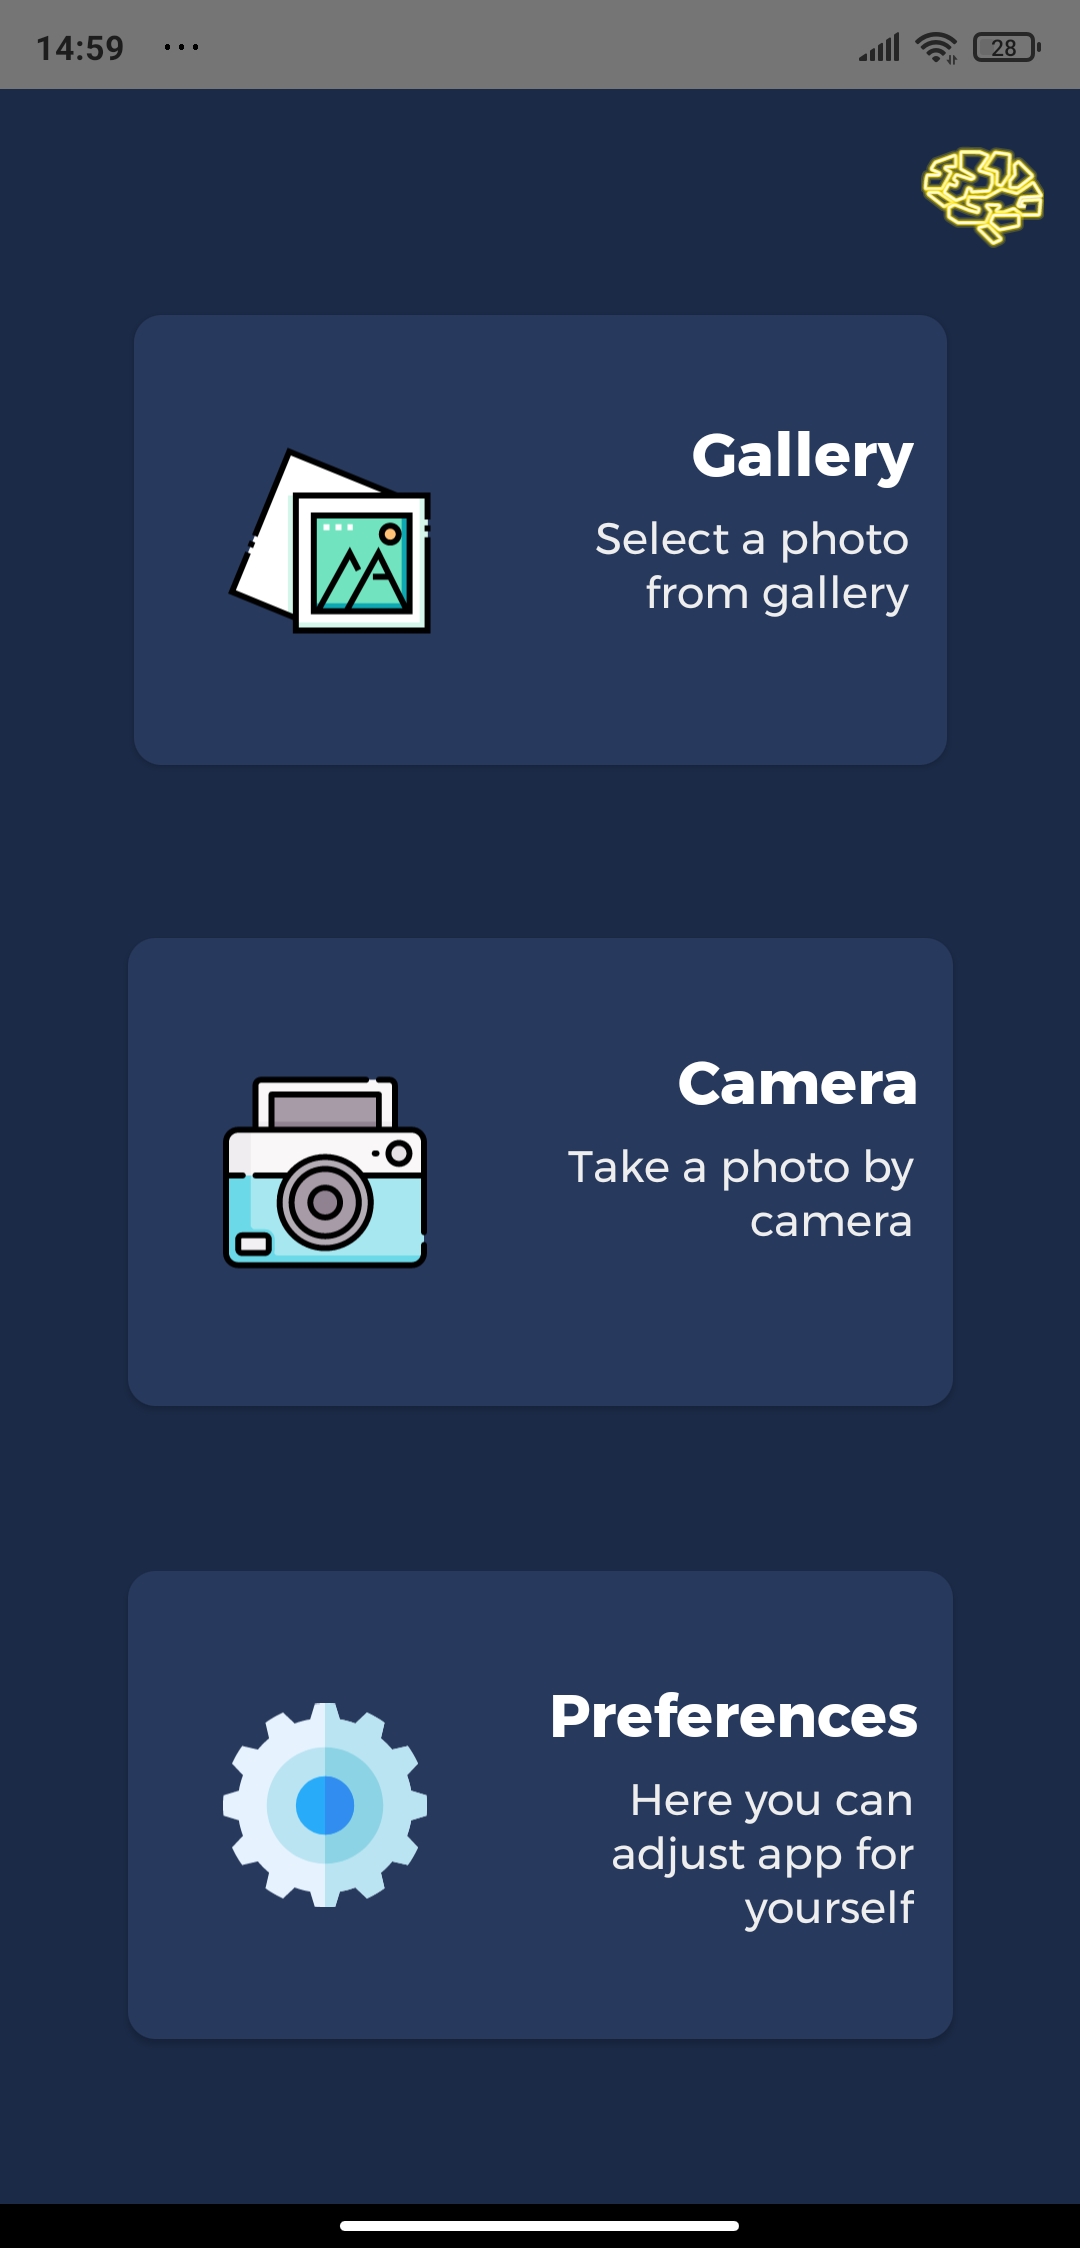 14:59 ...
28
Gallery
Select a photo
from gallery
Camera
Take a photo by
camera
Preferences
Here you can
adjust app for
yourself